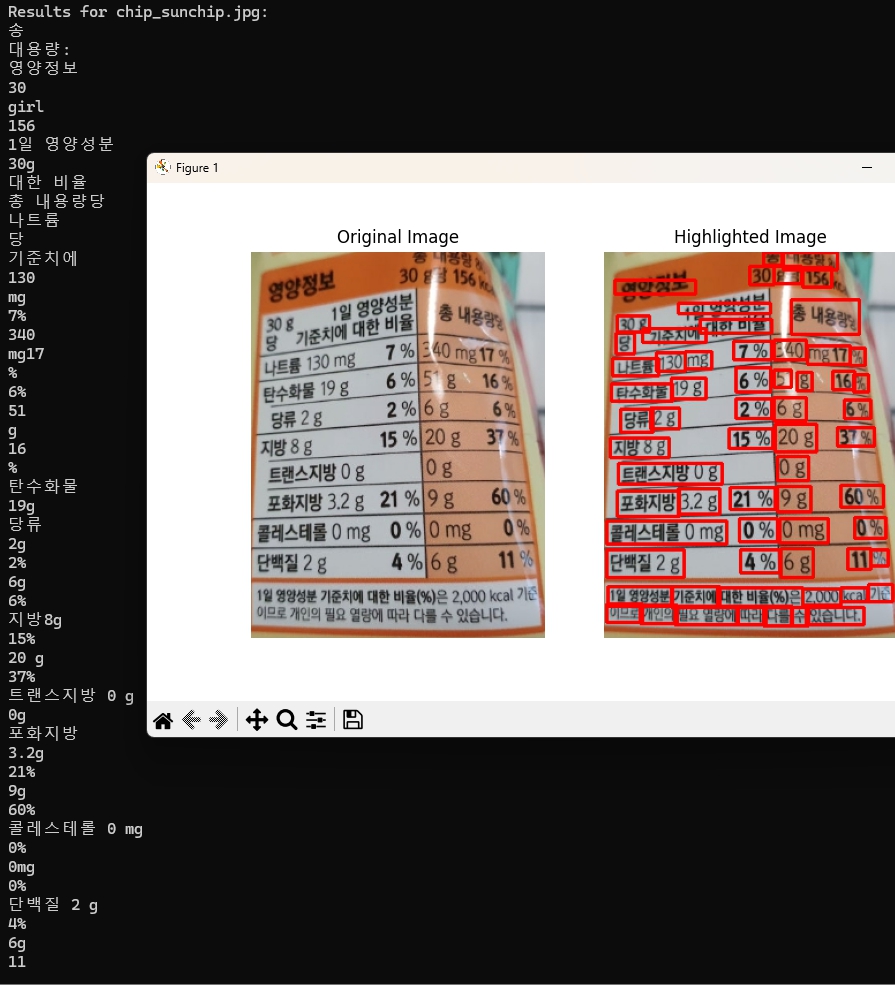 Results for chip_sunchip.jpg:
송
대용량:
영양정보
30
girl
156
1일 영양성분
30g
대한 비율
총 내용량당
나트륨
당
기준치에
130
mg
7%
340
mg17
%
6%
51
g
16
%
탄수화물
19g
당류
2g
2%
6g
6%
지방8g
15%
20 g
37%
트랜스지방 0 g
0g
포화지방
3.2g
21%
9g
60%
콜레스테롤 0 mg
0%
0mg
0%
단백질 2 g
4%
6g
11
Figure 1
Original Image
총 내용량
영양정보 30 g당 156
30 g당 1일 영양성분 기준치에 대한 비율 총 내용량당
나트륨 130 mg 7 % 340 mg 17 %
탄수화물 19 g 6 % 51 g 16 %
당류 2 g 2 % 6 g 6 %
지방 8 g 15 % 20 g 37 %
트랜스지방 0 g 0 g
포화지방 3.2 g 21 % 9 g 60 %
콜레스테롤 0 mg 0 % 0 mg 0 %
단백질 2 g 4 % 6 g 11 %
1일 영양성분 기준치에 대한 비율(%)은 2,000 kcal 기준
이므로 개인의 필요 열량에 따라 다를 수 있습니다.
Highlighted Image
총 내용량
영양정보 30 g당 156
30 g당 1일 영양성분 기준치에 대한 비율 총 내용량당
나트륨 130 mg 7 % 340 mg 17 %
탄수화물 19 g 6 % 51 g 16 %
당류 2 g 2 % 6 g 6 %
지방 8 g 15 % 20 g 37 %
트랜스지방 0 g 0 g
포화지방 3.2 g 21 % 9 g 60 %
콜레스테롤 0 mg 0 % 0 mg 0 %
단백질 2 g 4 % 6 g 11 %
1일 영양성분 기준치에 대한 비율(%)은 2,000 kcal 기준
이므로 개인의 필요 열량에 따라 다를 수 있습니다.